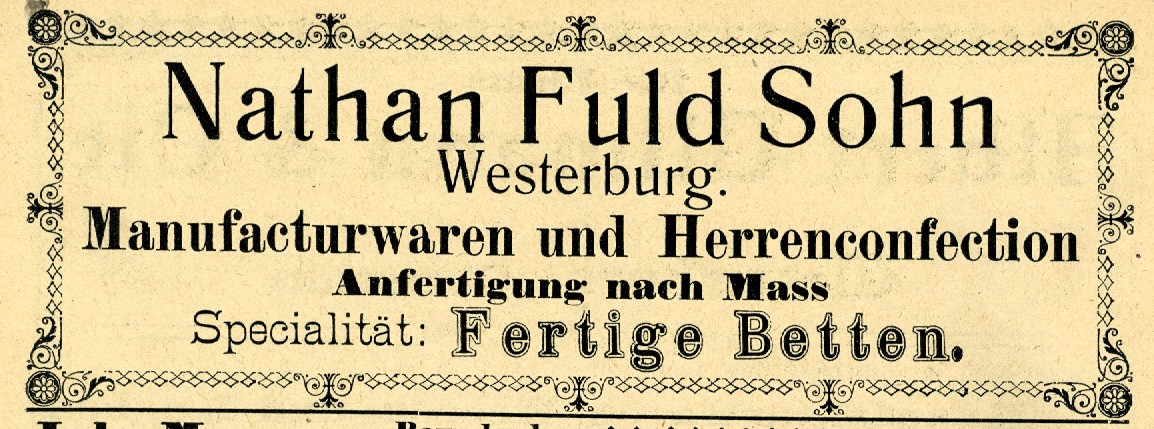 Nathan Fuld Sohn
Westerburg.
Manufacturwaren und Herrenconfection
Anfertigung nach Mass
Specialität: Fertige Betten.